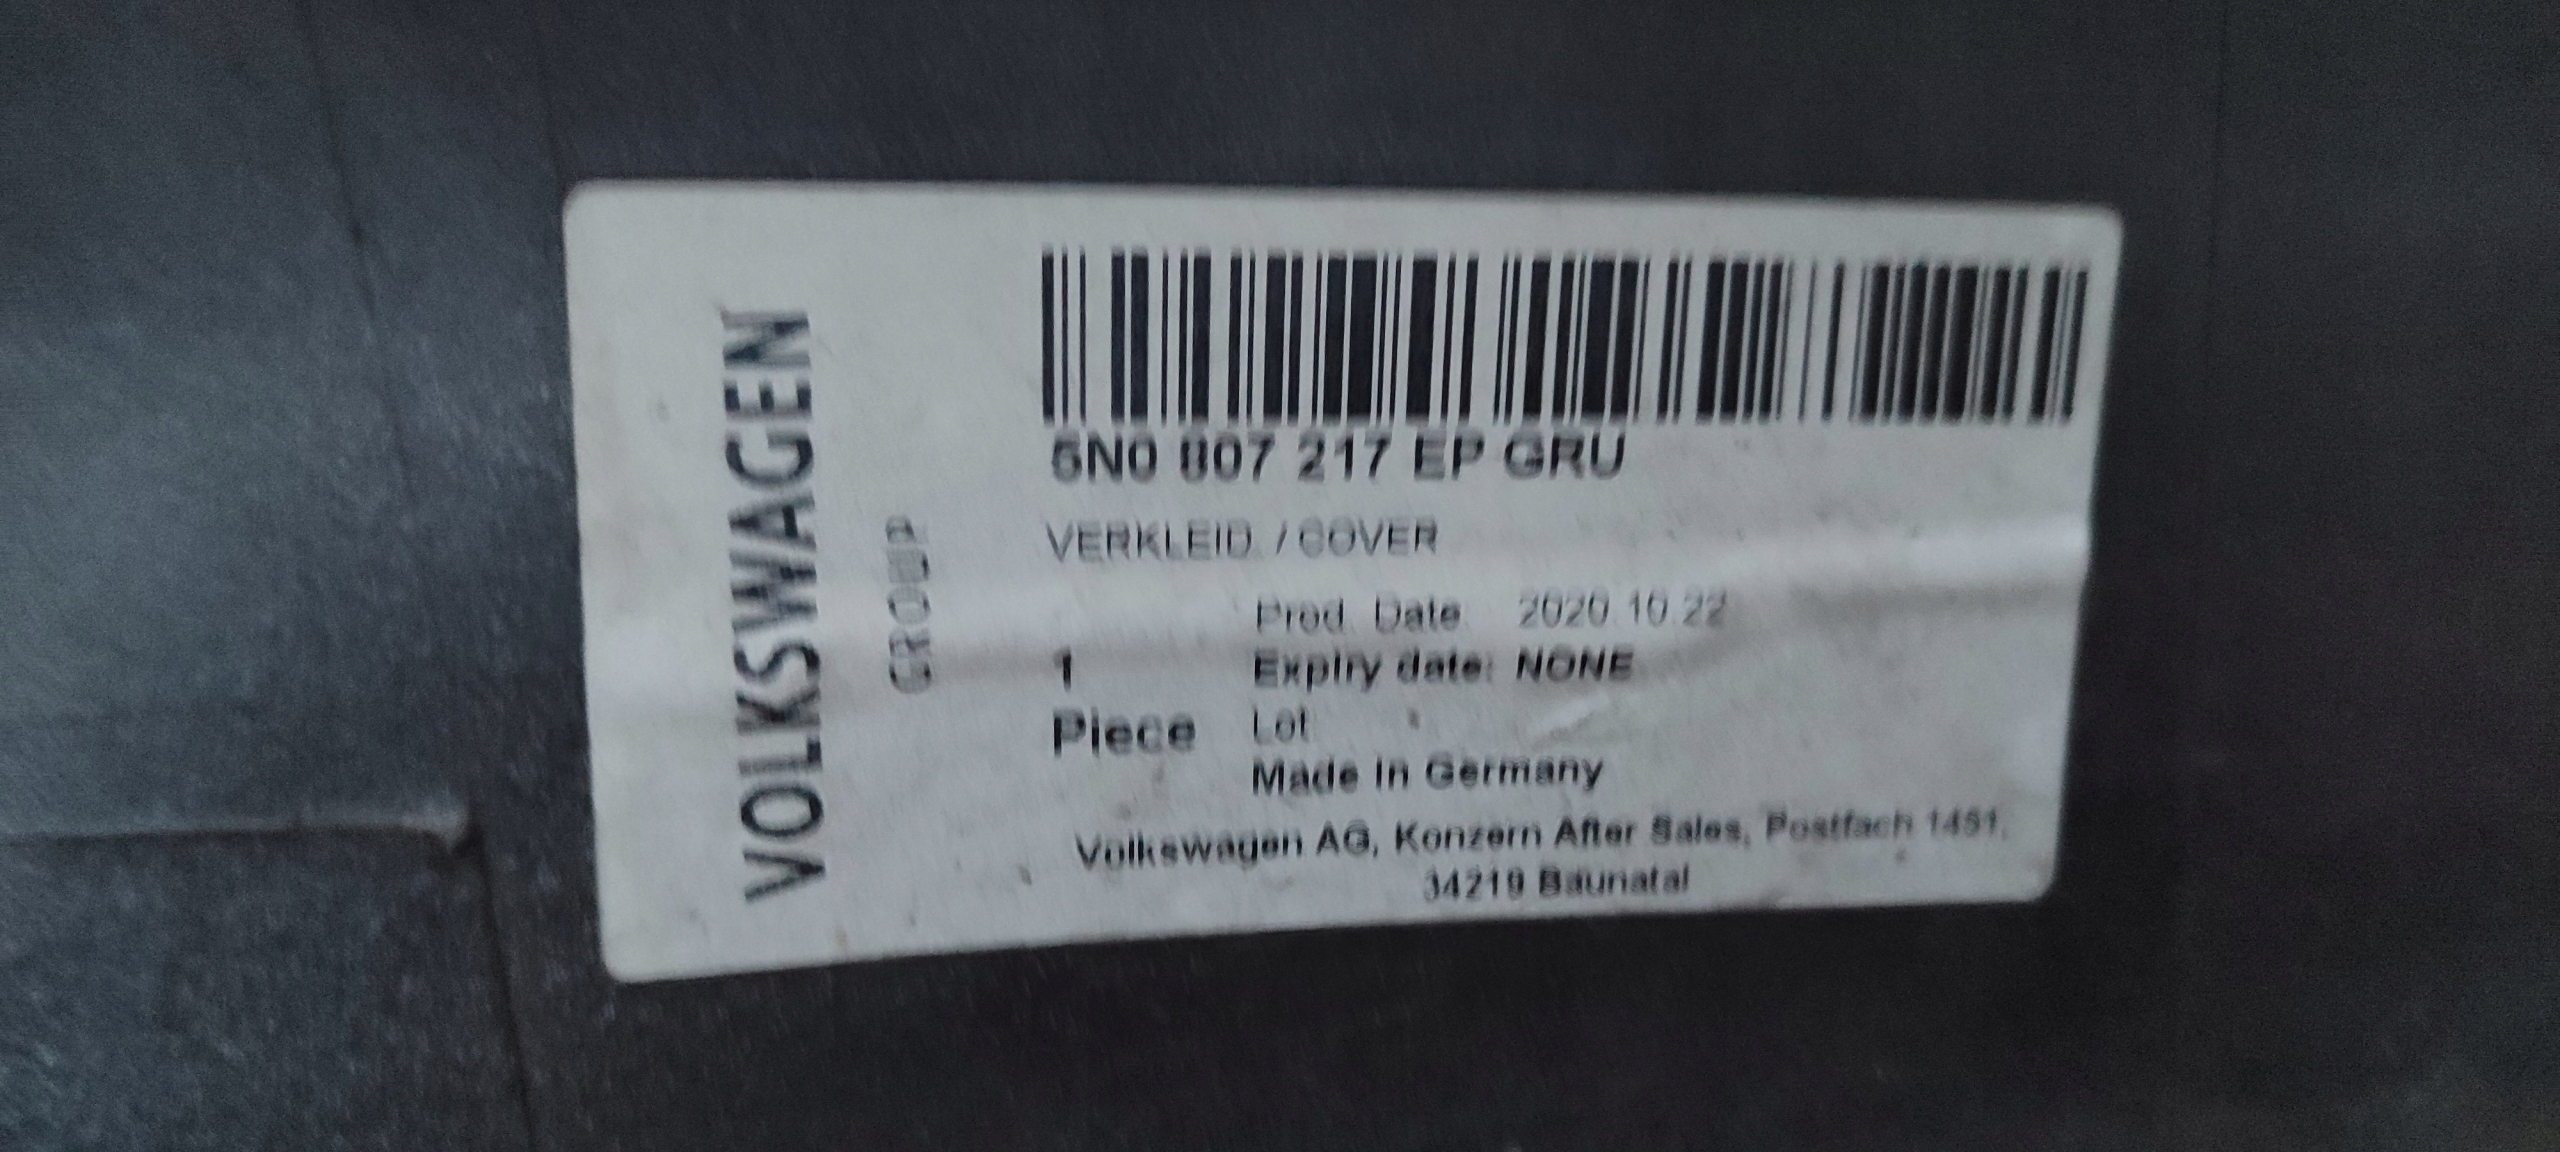 VOLKSWAGEN
GROUP
5N0 807 217 EP GRU
VERKLEID. / COVER
Prod. Date 2020.10.22
1 Expiry date: NONE
Piece Lot
Made in Germany
Volkswagen AG, Konzern After Sales, Postfach 1451,
34219 Baunatal